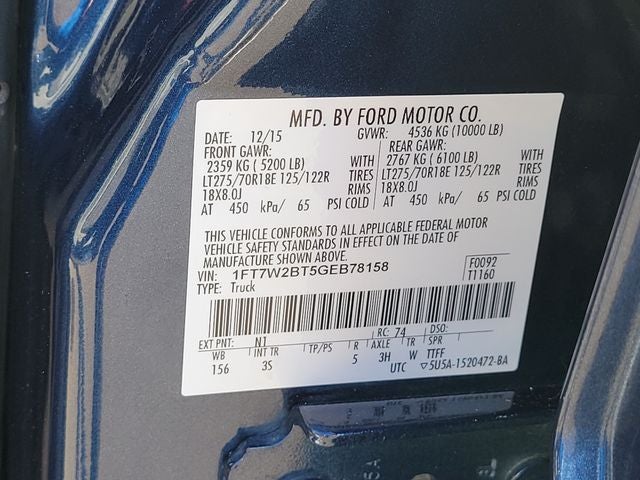 MFD. BY FORD MOTOR CO.
DATE: 12/15 GVWR: 4536 KG (10000 LB)
FRONT GAWR: REAR GAWR:
2359 KG ( 5200 LB) WITH 2767 KG ( 6100 LB) WITH
LT275/70R18E 125/122R TIRES LT275/70R18E 125/122R TIRES
18X8.0J RIMS 18X8.0J RIMS
AT 450 kPa/ 65 PSI COLD AT 450 kPa/ 65 PSI COLD
THIS VEHICLE CONFORMS TO ALL APPLICABLE FEDERAL MOTOR
VEHICLE SAFETY STANDARDS IN EFFECT ON THE DATE OF
MANUFACTURE SHOWN ABOVE.
VIN: 1FT7W2BT5GEB78158 F0092
TYPE: Truck T1160
EXT PNT: N1 RC: 74 DSO:
WB INT TR TP/PS R AXLE TR SPR
156 3S 5 3H W TTFF
UTC ▽5U5A-1520472-BA